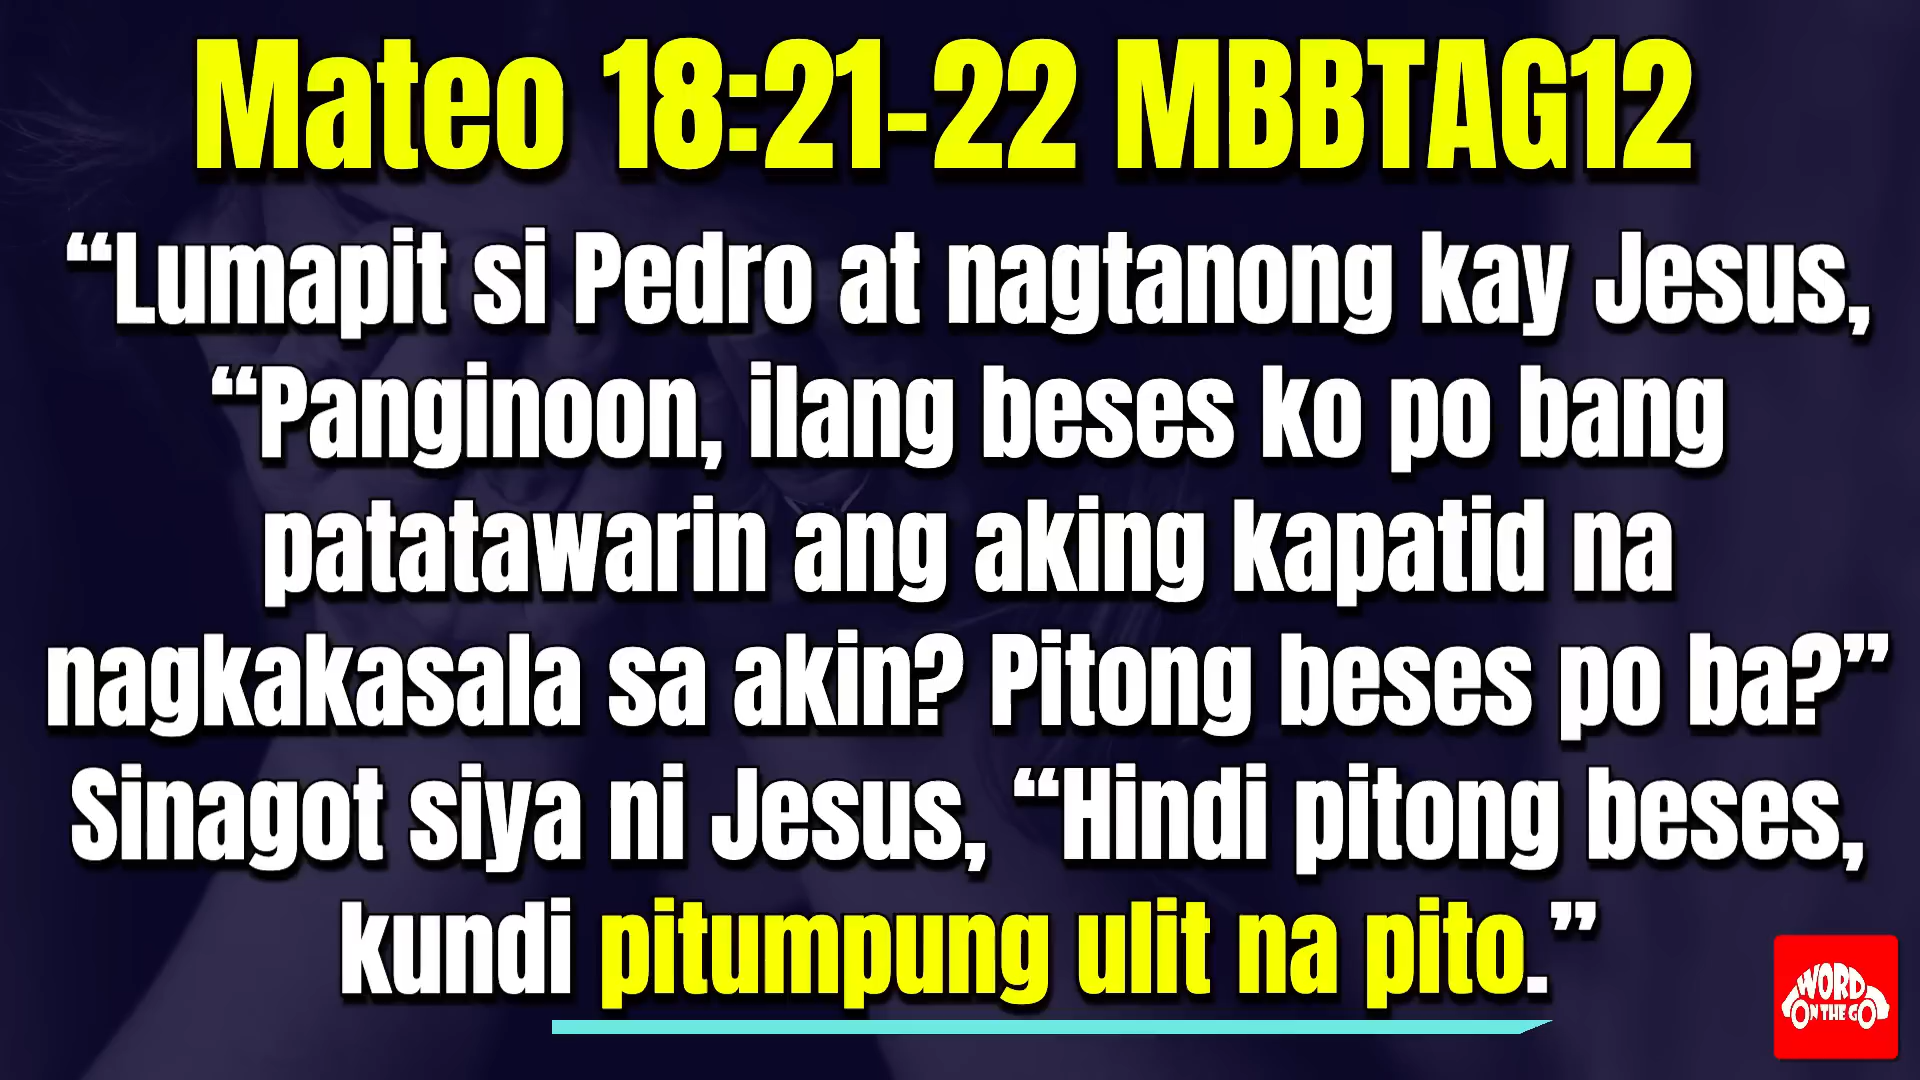 Mateo 18:21-22 MBBTAG12
“Lumapit si Pedro at nagtanong kay Jesus,
“Panginoon, ilang beses ko po bang
patatawarin ang aking kapatid na
nagkakasala sa akin? Pitong beses po ba?”
Sinagot siya ni Jesus, “Hindi pitong beses,
kundi pitumpung ulit na pito.”
WORD
ON THE GO